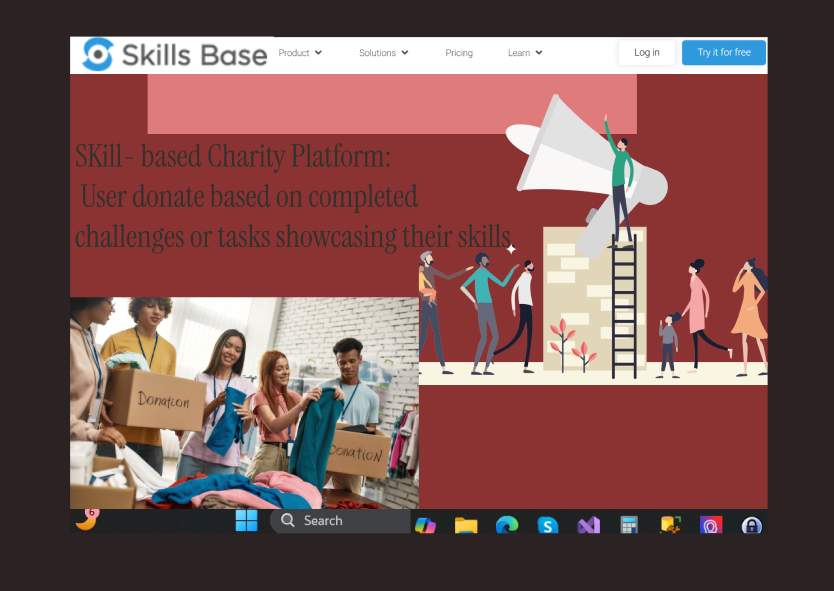 Skills Base Product Solutions Pricing Learn Log in Try it for free
SKill- based Charity Platform:
User donate based on completed
challenges or tasks showcasing their skills
Donation
Donation
6
Search
S